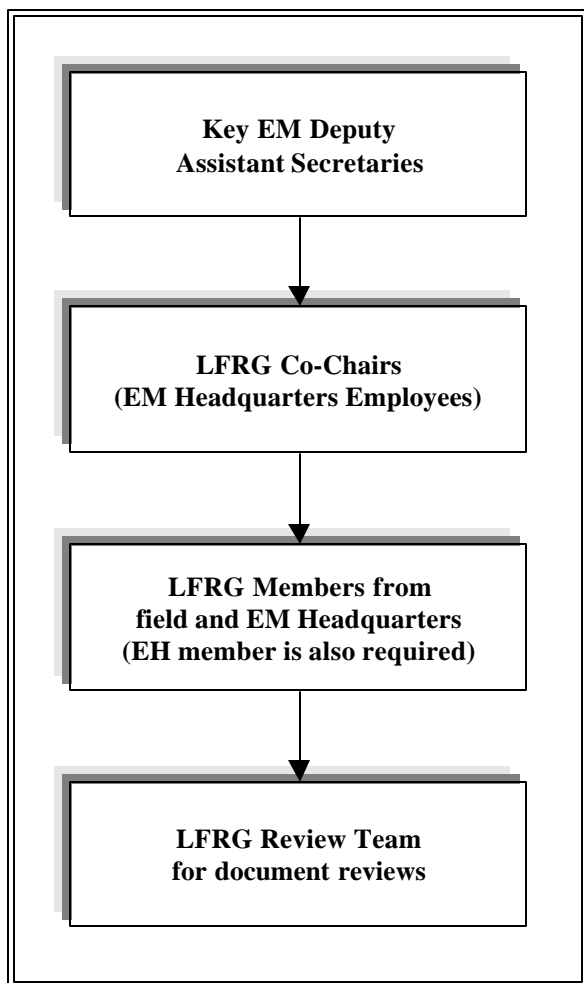 Key EM Deputy
Assistant Secretaries
LFRG Co-Chairs
(EM Headquarters Employees)
LFRG Members from
field and EM Headquarters
(EH member is also required)
LFRG Review Team
for document reviews